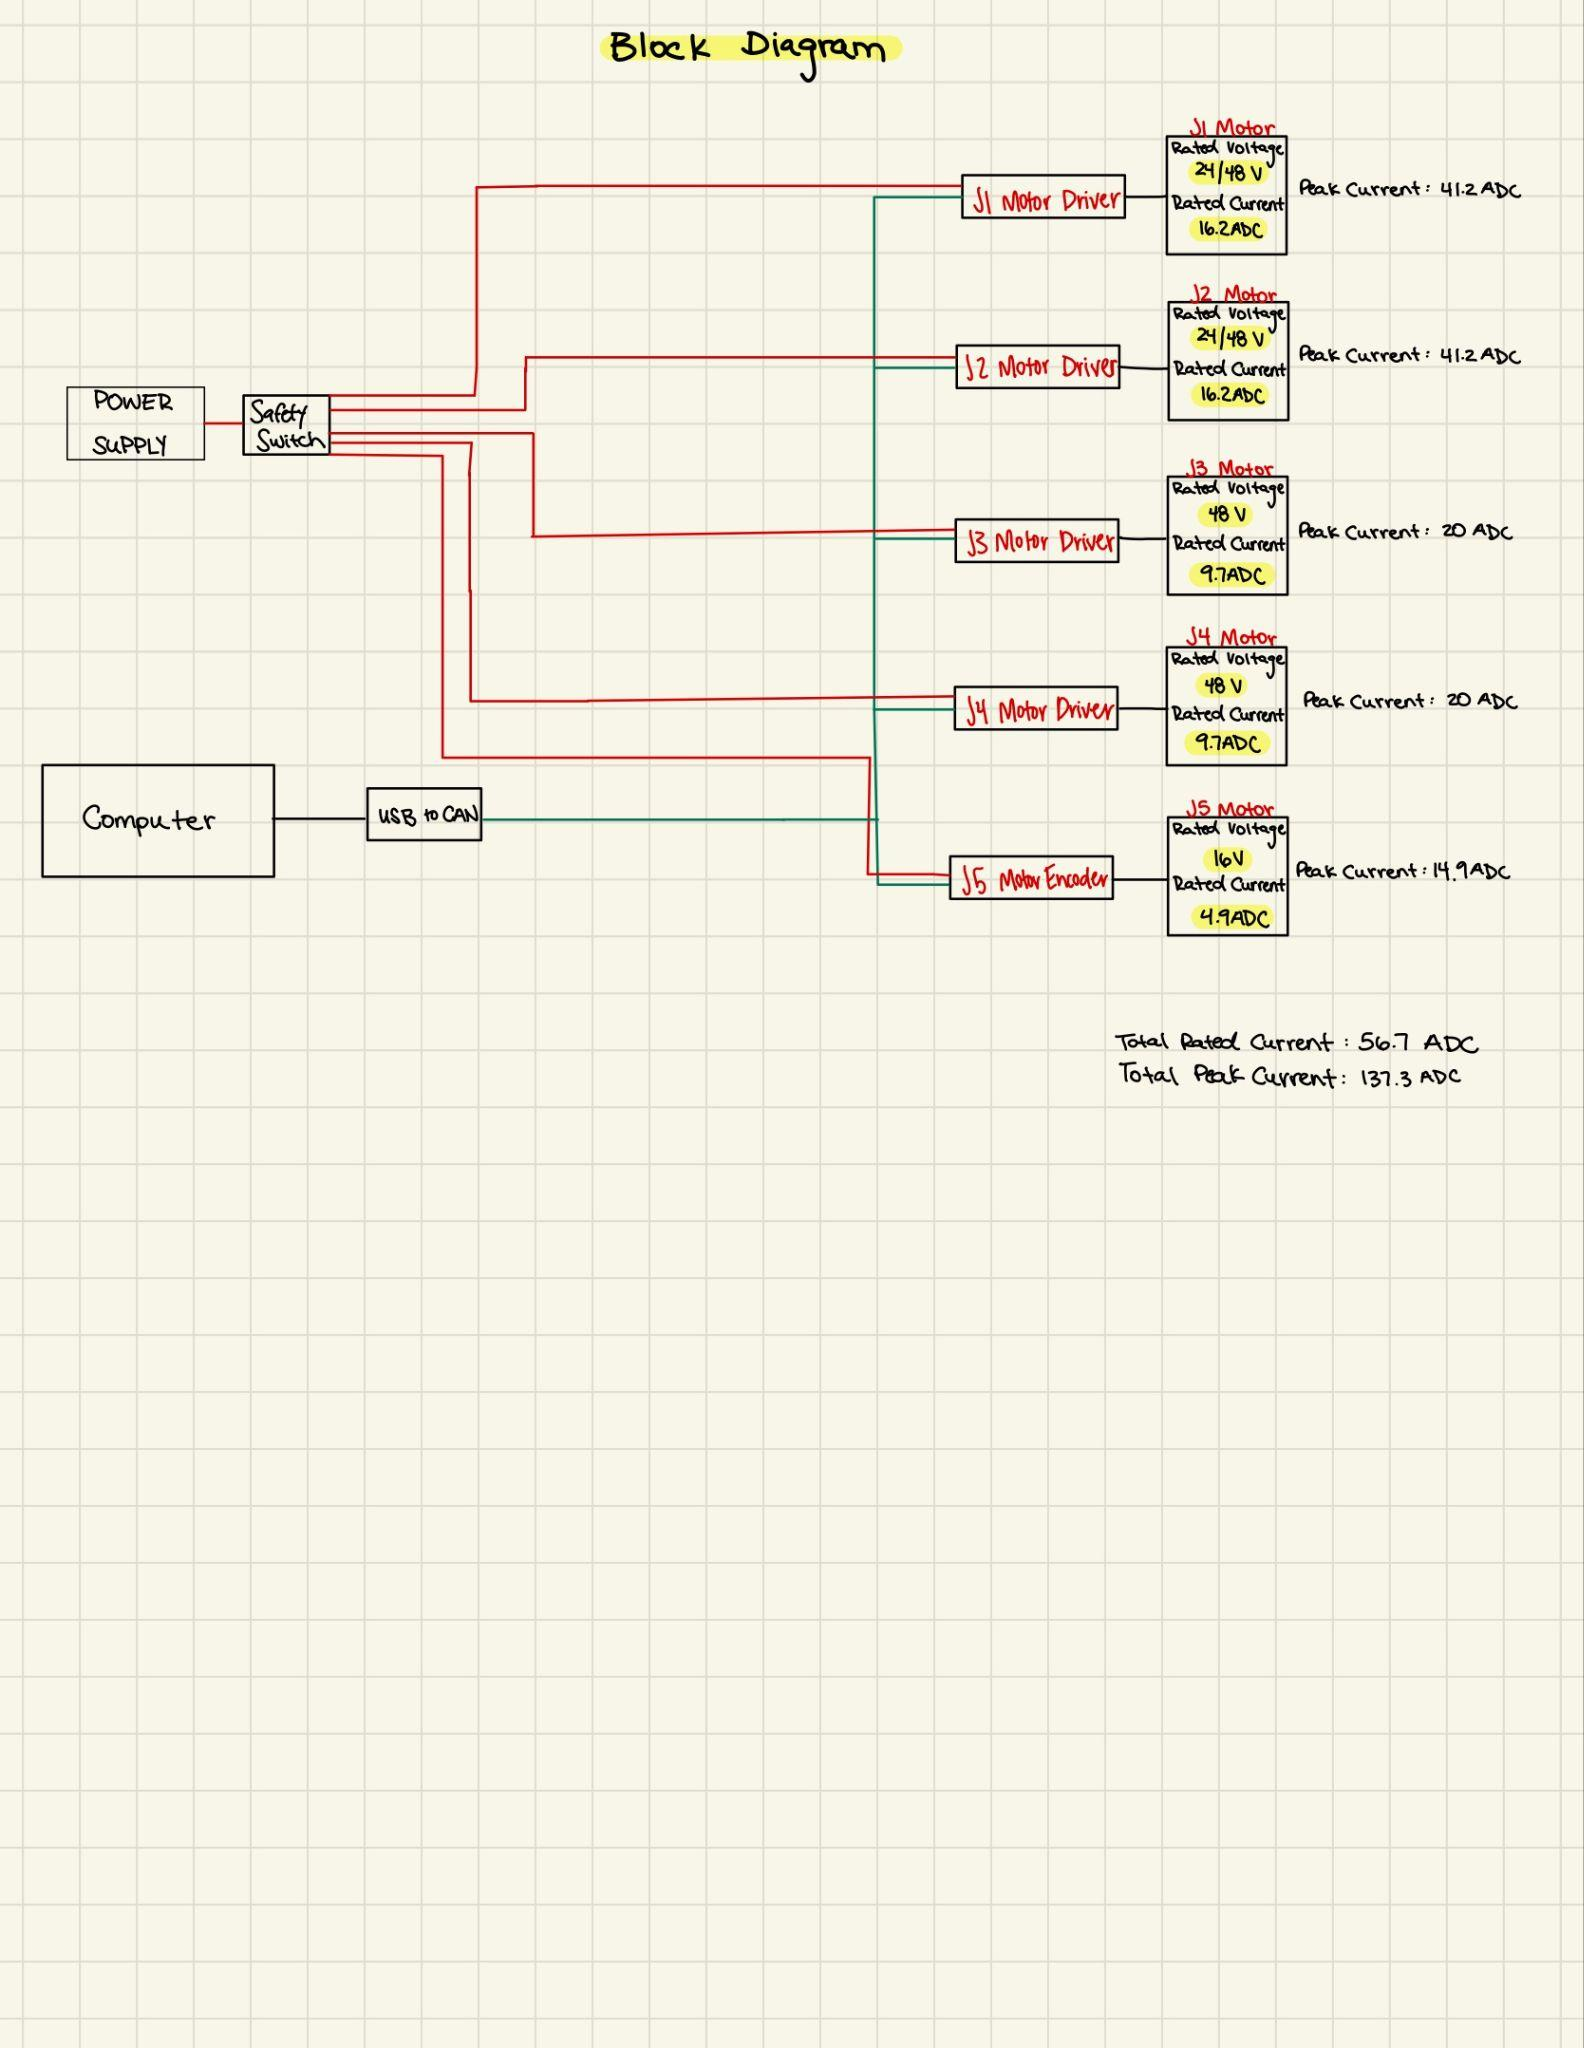 Block Diagram
J1 Motor
Rated Voltage
24/48 V
Rated Current
16.2ADC
Peak Current: 41.2 ADC
J1 Motor Driver
J2 Motor
Rated Voltage
24/48 V
Rated Current
16.2ADC
Peak Current: 41.2 ADC
J2 Motor Driver
POWER
SUPPLY
Safety
Switch
J3 Motor
Rated Voltage
48 V
Rated Current
9.7ADC
Peak Current: 20 ADC
J3 Motor Driver
J4 Motor
Rated Voltage
48 V
Rated Current
9.7ADC
Peak Current: 20 ADC
J4 Motor Driver
Computer
USB to CAN
J5 Motor
Rated Voltage
16V
Rated Current
4.9ADC
Peak Current: 14.9ADC
J5 Motor Encoder
Total Rated Current: 56.7 ADC
Total Peak Current: 137.3 ADC